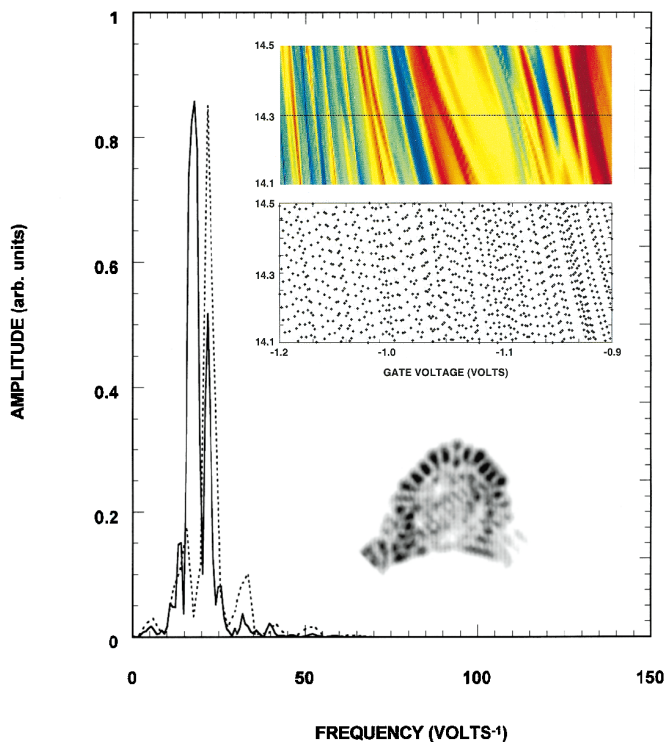 1
0.8
0.6
0.4
0.2
0
AMPLITUDE (arb. units)
14.5
14.3
14.1
14.5
14.3
14.1
-1.2 -1.0 -1.1 -0.9
GATE VOLTAGE (VOLTS)
0 50 100 150
FREQUENCY (VOLTS-1)